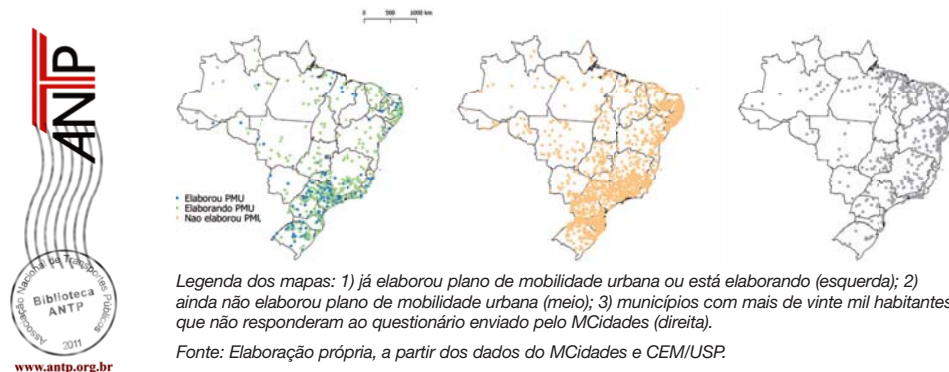 0 500 1000 km
ANTP
Elaborou PMU
Elaborando PMU
Nao elaborou PML
Associação Nacional de Transportes Públicos
Biblioteca
ANTP
2011
www.antp.org.br
Legenda dos mapas: 1) já elaborou plano de mobilidade urbana ou está elaborando (esquerda); 2)
ainda não elaborou plano de mobilidade urbana (meio); 3) municípios com mais de vinte mil habitantes
que não responderam ao questionário enviado pelo MCidades (direita).
Fonte: Elaboração própria, a partir dos dados do MCidades e CEM/USP.